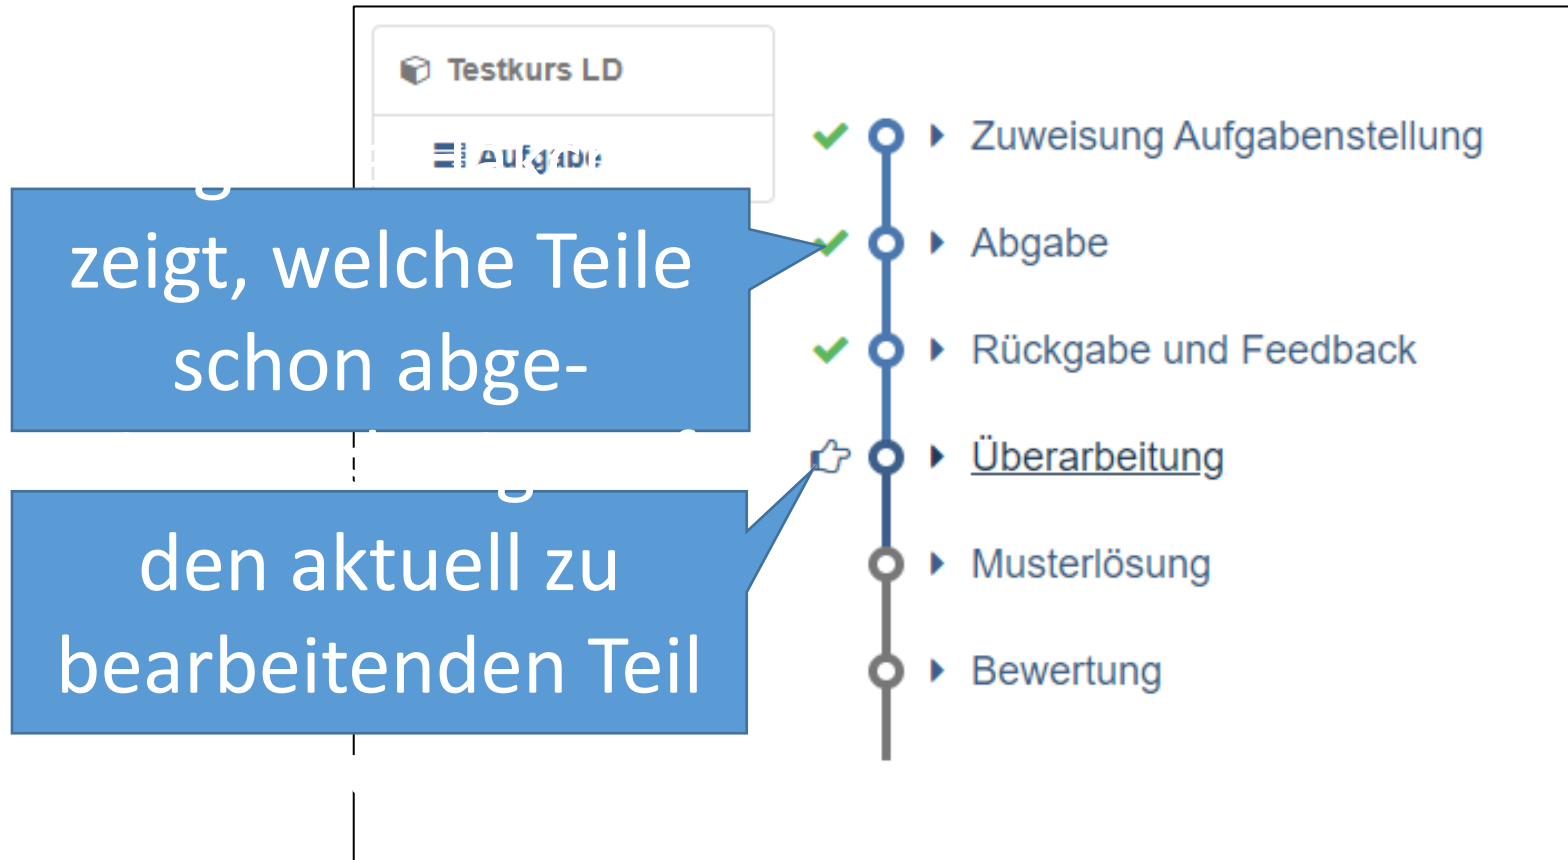 Testkurs LD
Aufgabe
zeigt, welche Teile
schon abge-
den aktuell zu
bearbeitenden Teil
Zuweisung Aufgabenstellung
Abgabe
Rückgabe und Feedback
Überarbeitung
Musterlösung
Bewertung